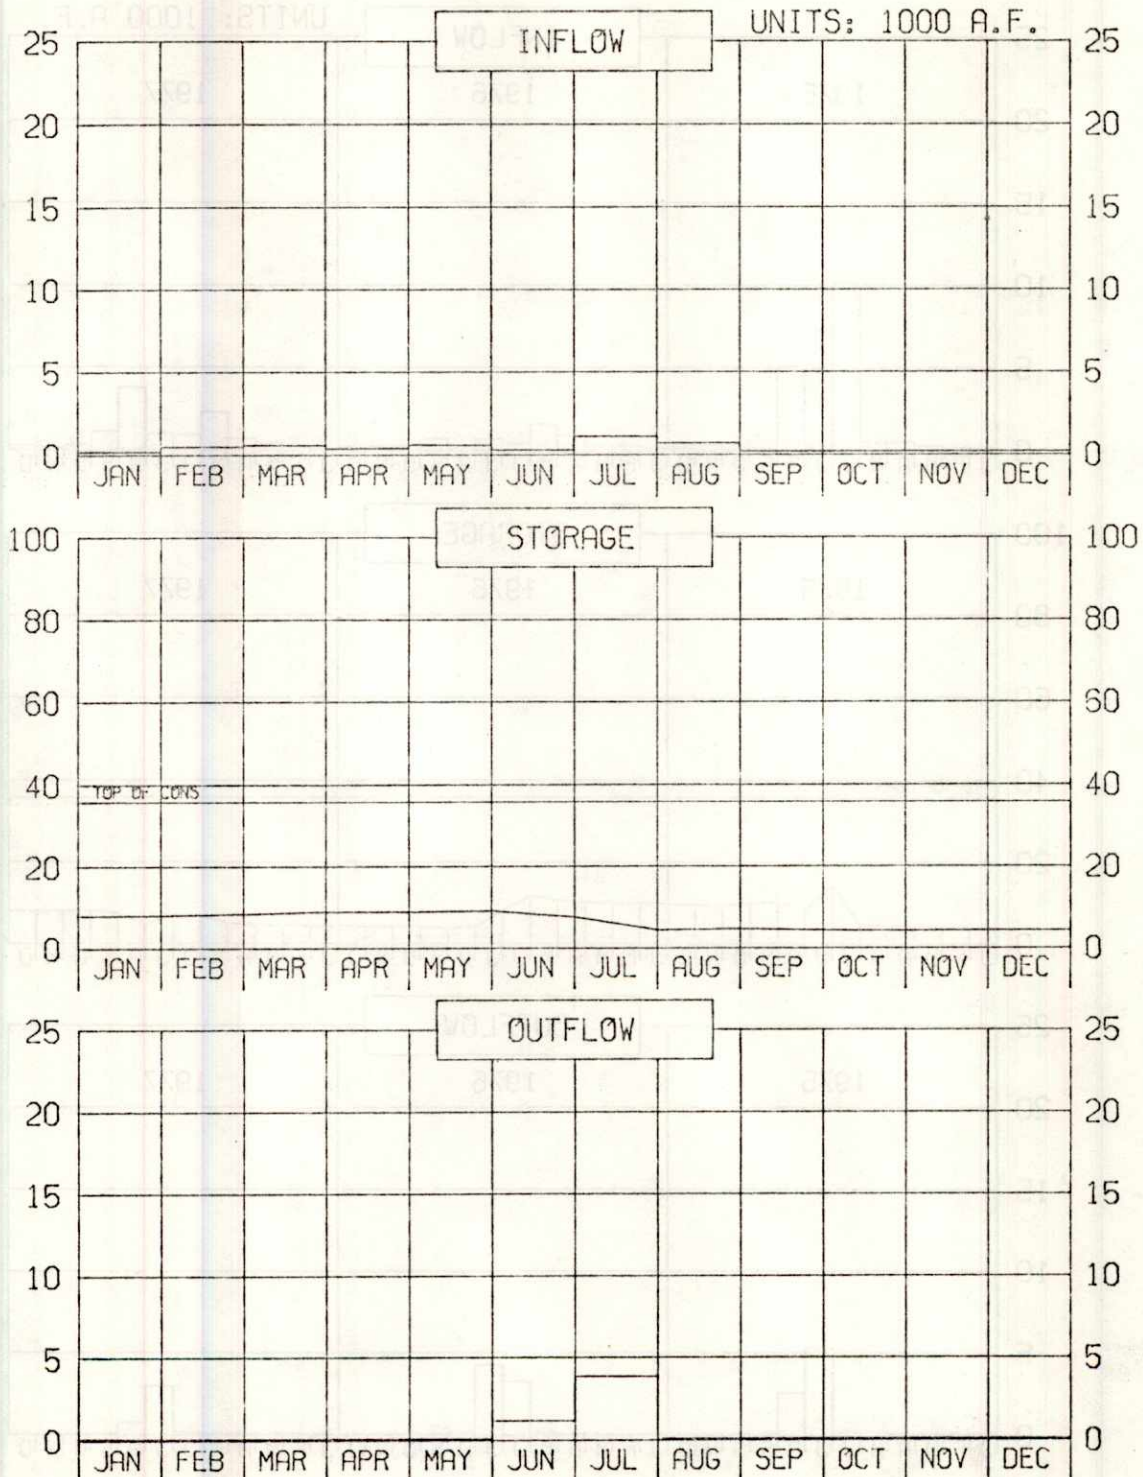 INFLOW UNITS: 1000 A.F.
25 25
20 20
15 15
10 10
5 5
0 0
JAN FEB MAR APR MAY JUN JUL AUG SEP OCT NOV DEC
STORAGE
100 100
80 80
60 60
40 TOP OF CONS 40
20 20
0 0
JAN FEB MAR APR MAY JUN JUL AUG SEP OCT NOV DEC
OUTFLOW
25 25
20 20
15 15
10 10
5 5
0 0
JAN FEB MAR APR MAY JUN JUL AUG SEP OCT NOV DEC